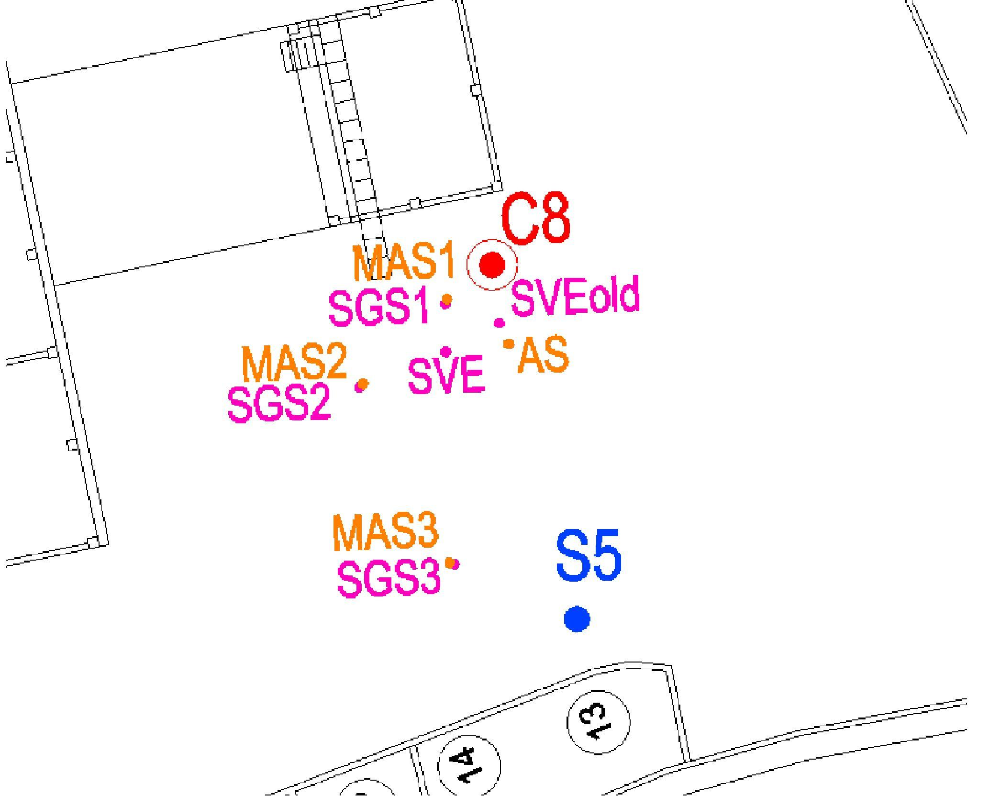 C8
MAS1
SGS1
SVEold
MAS2
SGS2
SVE
AS
MAS3
SGS3
S5
13
14